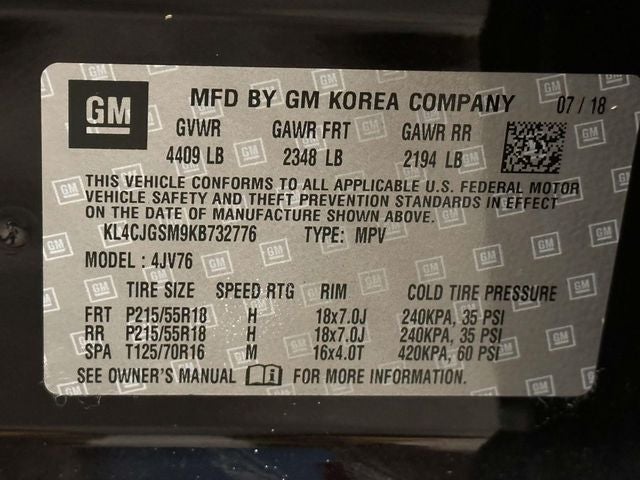 GM MFD BY GM KOREA COMPANY 07 / 18
GVWR GAWR FRT GAWR RR
4409 LB 2348 LB 2194 LB
THIS VEHICLE CONFORMS TO ALL APPLICABLE U.S. FEDERAL MOTOR
VEHICLE SAFETY AND THEFT PREVENTION STANDARDS IN EFFECT
ON THE DATE OF MANUFACTURE SHOWN ABOVE.
KL4CJGSM9KB732776 TYPE: MPV
MODEL : 4JV76
TIRE SIZE SPEED RTG RIM COLD TIRE PRESSURE
FRT P215/55R18 H 18x7.0J 240KPA, 35 PSI
RR P215/55R18 H 18x7.0J 240KPA, 35 PSI
SPA T125/70R16 M 16x4.0T 420KPA, 60 PSI
SEE OWNER'S MANUAL FOR MORE INFORMATION.